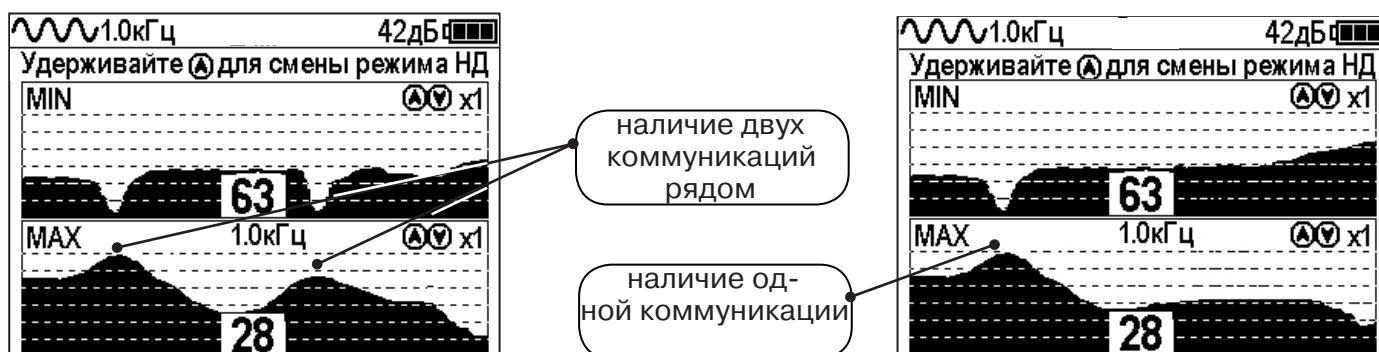 1.0кГц 42дБ
Удерживайте Ⓐ для смены режима НД
MIN ⒶⓋ x1
63
MAX 1.0кГц ⒶⓋ x1
28
наличие двух
коммуникаций
рядом
наличие од-
ной коммуникации
1.0кГц 42дБ
Удерживайте Ⓐ для смены режима НД
MIN ⒶⓋ x1
63
MAX 1.0кГц ⒶⓋ x1
28